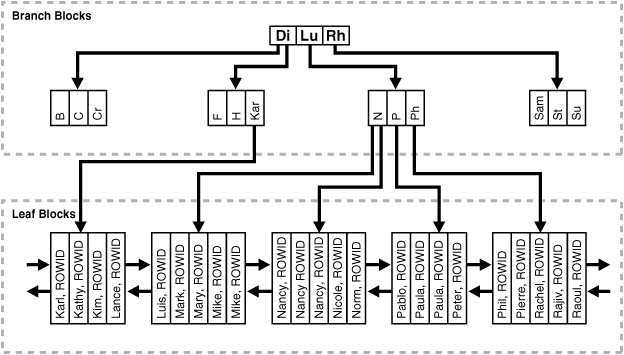 Branch Blocks
Di Lu Rh
B C Cr
F H Kar
N P Ph
Sam St Su
Leaf Blocks
Karl, ROWID
Kathy, ROWID
Kim, ROWID
Lance, ROWID
Luis, ROWID
Mark, ROWID
Mary, ROWID
Mike, ROWID
Mike, ROWID
Nancy, ROWID
Nancy ROWID
Nancy, ROWID
Nicole, ROWID
Norm, ROWID
Pablo, ROWID
Paula, ROWID
Paula, ROWID
Peter, ROWID
Phil, ROWID
Pierre, ROWID
Rachel, ROWID
Rajiv, ROWID
Raoul, ROWID